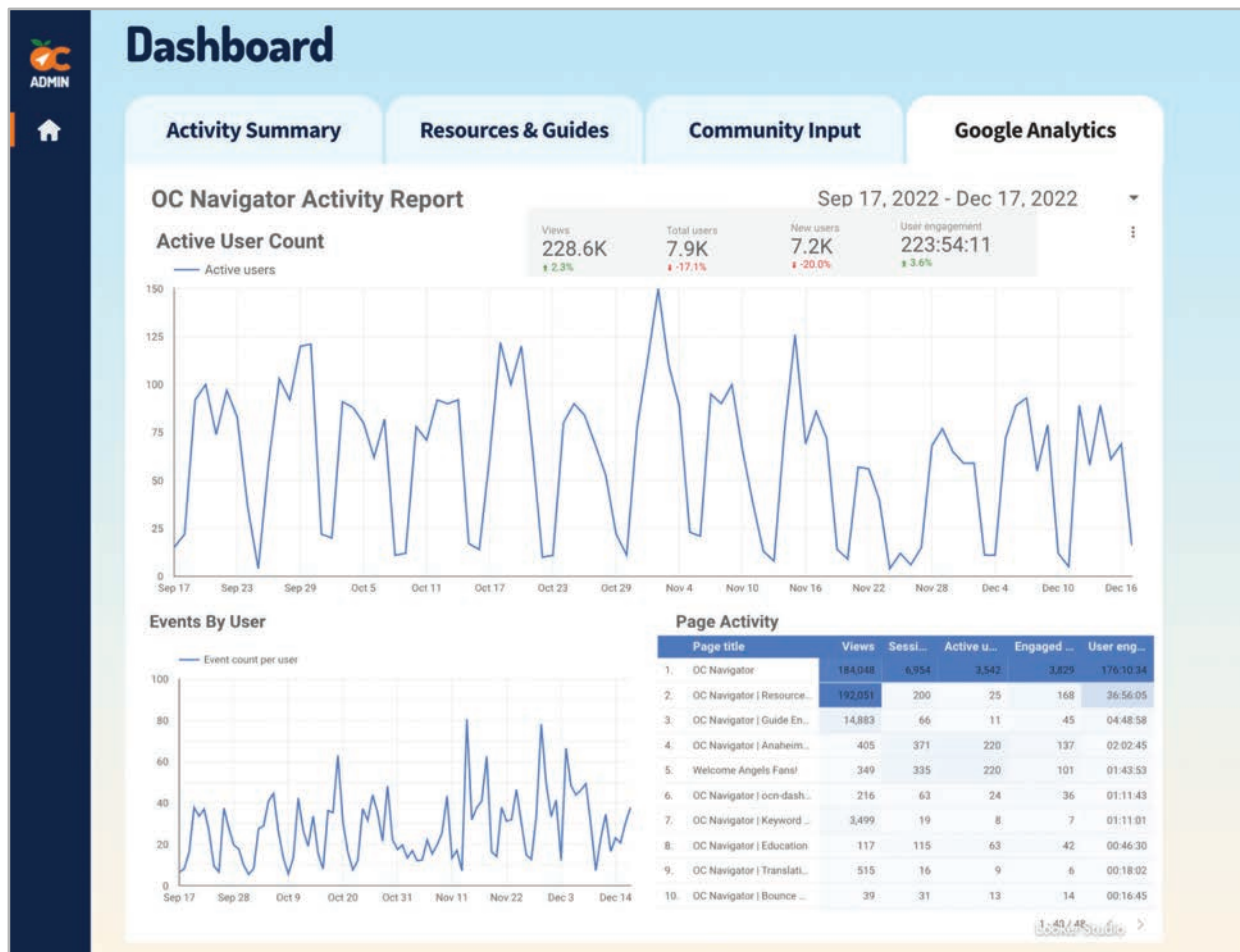 OC
ADMIN
Dashboard
Activity Summary
Resources & Guides
Community Input
Google Analytics
OC Navigator Activity Report
Sep 17, 2022 - Dec 17, 2022
Active User Count
Views
228.6K
2.3%
Total users
7.9K
-17.1%
New users
7.2K
-20.0%
User engagement
223:54:11
3.6%
Active users
150
125
100
75
50
25
0
Sep 17 Sep 23 Sep 29 Oct 5 Oct 11 Oct 17 Oct 23 Oct 29 Nov 4 Nov 10 Nov 16 Nov 22 Nov 28 Dec 4 Dec 10 Dec 16
Events By User
Event count per user
100
80
60
40
20
0
Sep 17 Sep 28 Oct 9 Oct 20 Oct 31 Nov 11 Nov 22 Dec 3 Dec 14
Page Activity
Page title Views Sessi... Active u... Engaged ... User eng...
1. OC Navigator 184,048 6,954 3,542 3,829 176:10:34
2. OC Navigator | Resource... 192,051 200 25 168 36:56:05
3. OC Navigator | Guide En... 14,883 66 11 45 04:48:58
4. OC Navigator | Anaheim... 405 371 220 137 02:02:45
5. Welcome Angels Fans! 349 335 220 101 01:43:53
6. OC Navigator | ocn-dash... 216 63 24 36 01:11:43
7. OC Navigator | Keyword ... 3,499 19 8 7 01:11:01
8. OC Navigator | Education 117 115 63 42 00:46:30
9. OC Navigator | Translati... 515 16 9 6 00:18:02
10. OC Navigator | Bounce ... 39 31 13 14 00:16:45
Looker Studio